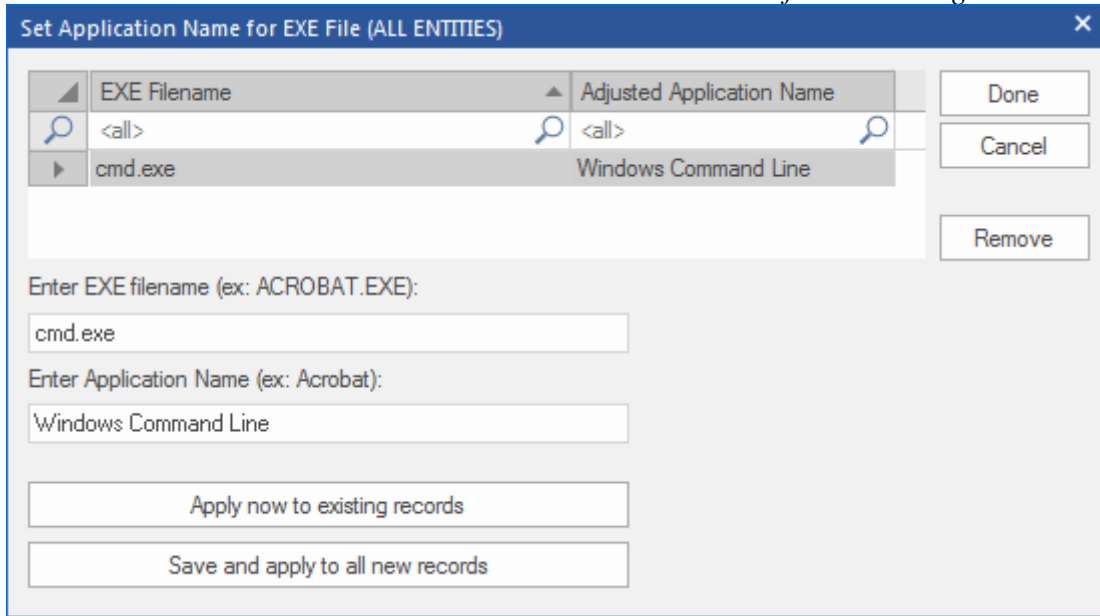 Set Application Name for EXE File (ALL ENTITIES)
EXE Filename Adjusted Application Name
<all> <all>
cmd.exe Windows Command Line
Done
Cancel
Remove
Enter EXE filename (ex: ACROBAT.EXE):
cmd.exe
Enter Application Name (ex: Acrobat):
Windows Command Line
Apply now to existing records
Save and apply to all new records